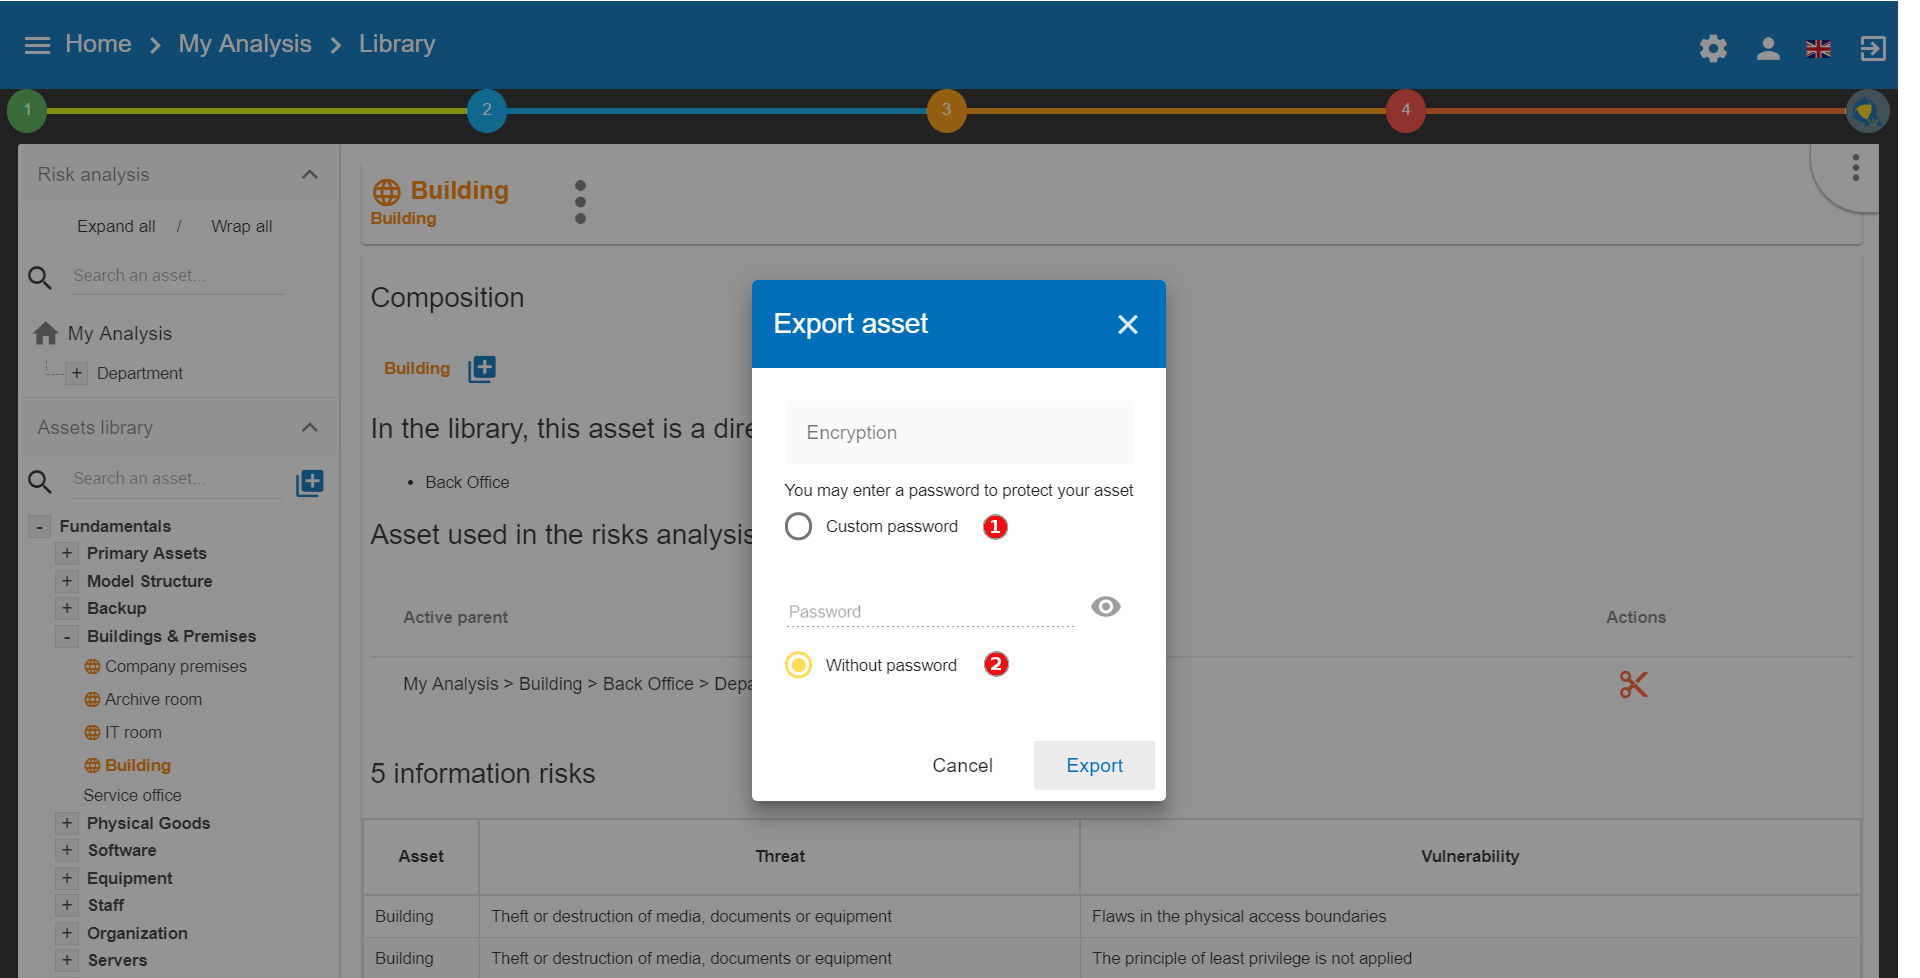 Home > My Analysis > Library
1
2
3
4
Risk analysis
Expand all / Wrap all
Search an asset...
My Analysis
+ Department
Assets library
Search an asset...
- Fundamentals
+ Primary Assets
+ Model Structure
+ Backup
- Buildings & Premises
Company premises
Archive room
IT room
Building
Service office
+ Physical Goods
+ Software
+ Equipment
+ Staff
+ Organization
+ Servers
Building
Building
Composition
Building
In the library, this asset is a dire
• Back Office
Asset used in the risks analysis
Active parent
Actions
My Analysis > Building > Back Office > Depa
5 information risks
Asset Threat Vulnerability
Building Theft or destruction of media, documents or equipment Flaws in the physical access boundaries
Building Theft or destruction of media, documents or equipment The principle of least privilege is not applied
Export asset
Encryption
You may enter a password to protect your asset
Custom password 1
Password
Without password 2
Cancel Export